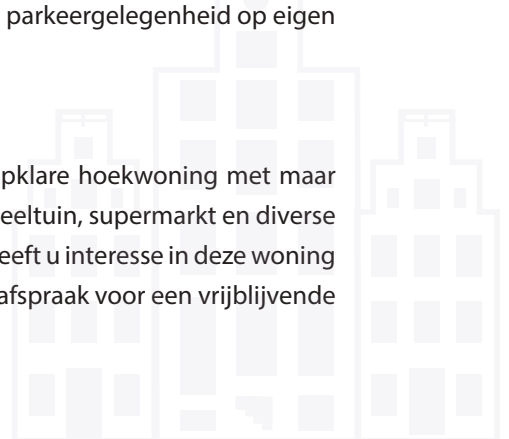 parkeergelegenheid op eigen
pklare hoekwoning met maar
eeltuin, supermarkt en diverse
eeft u interesse in deze woning
afspraak voor een vrijblijvende